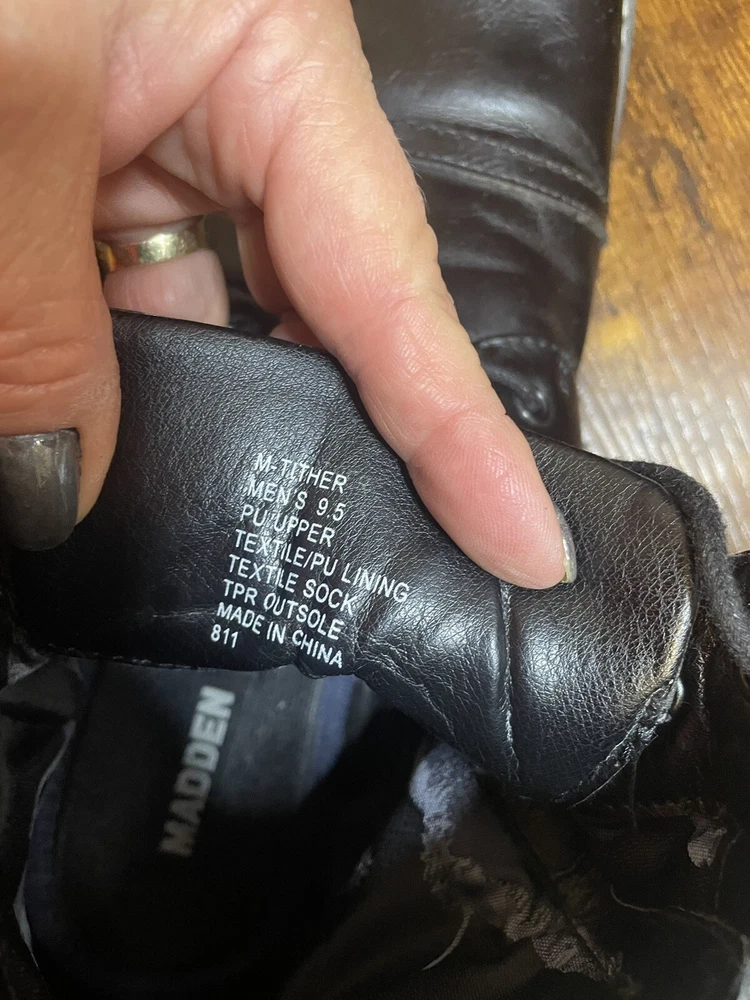 M-TITHER
MEN'S 9.5
PU UPPER
TEXTILE/PU LINING
TEXTILE SOCK
TPR OUTSOLE
MADE IN CHINA
811
MADDEN